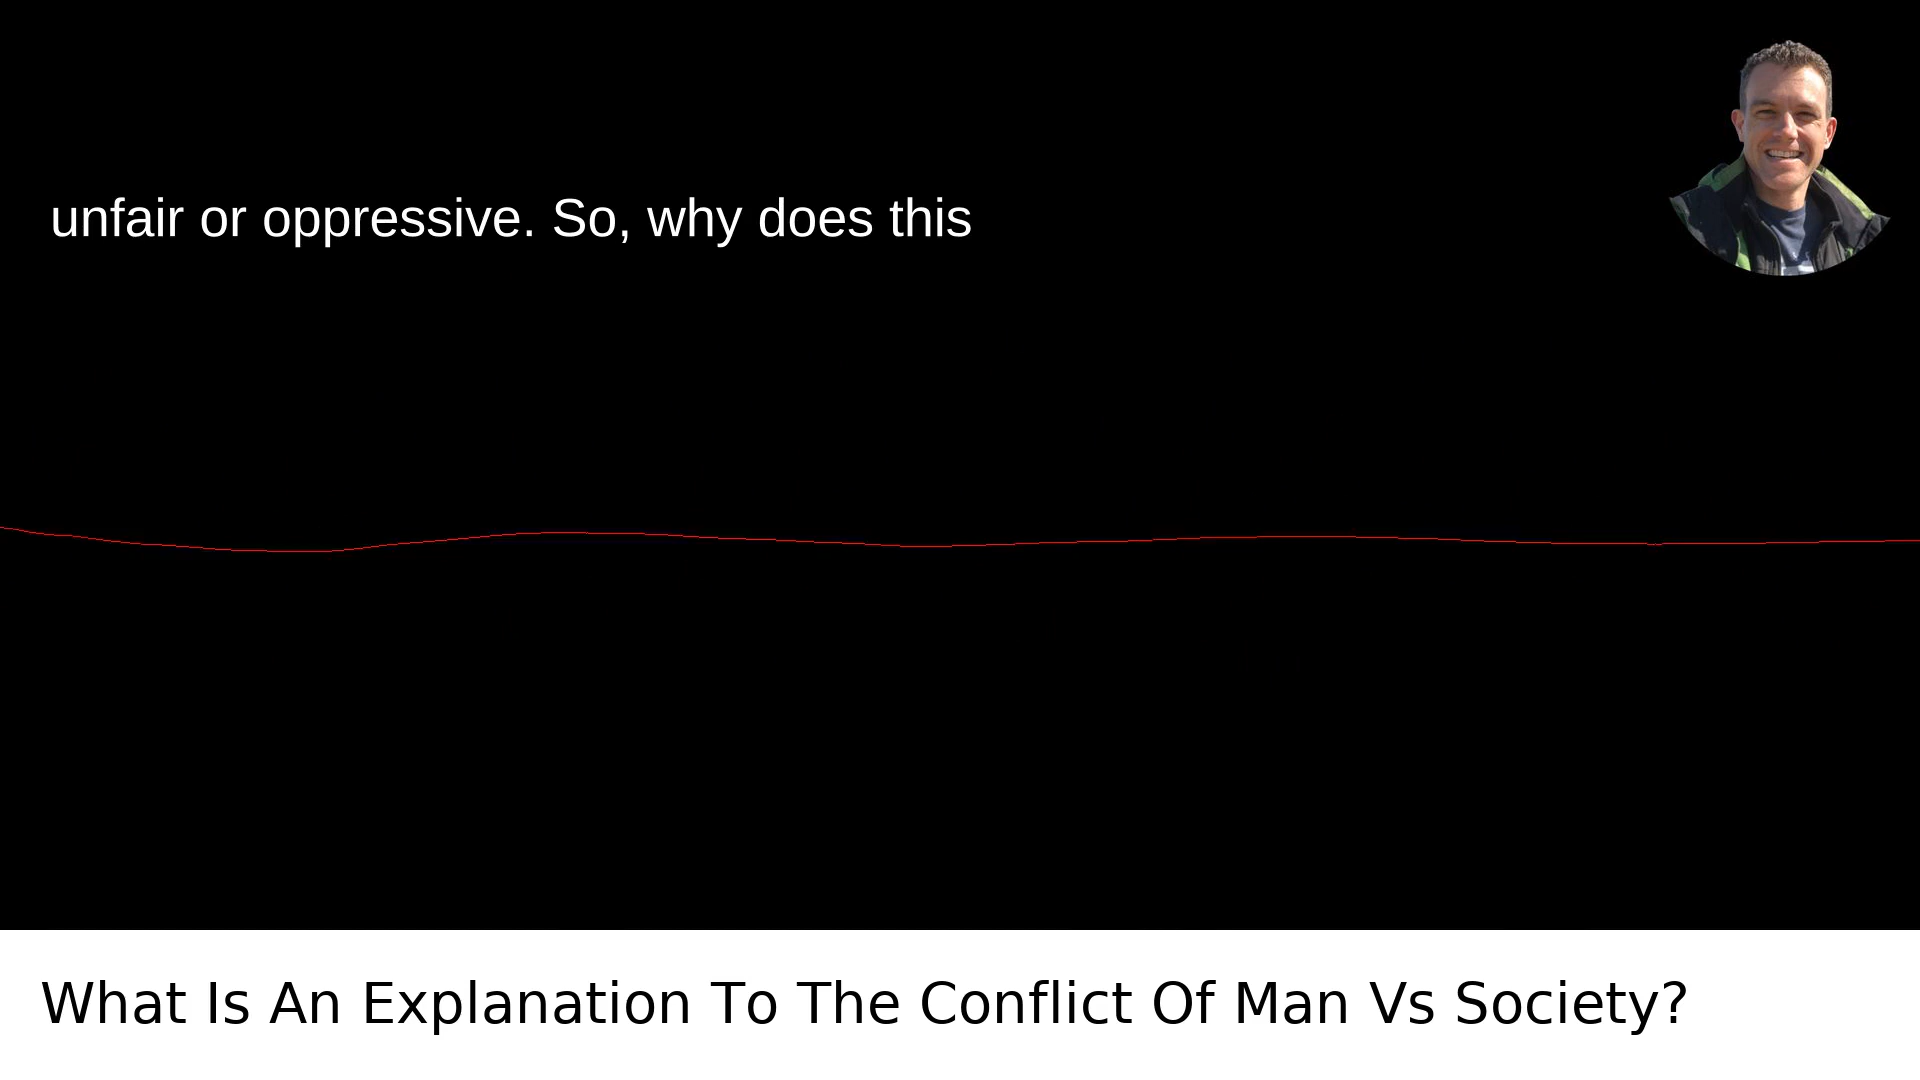 unfair or oppressive. So, why does this
What Is An Explanation To The Conflict Of Man Vs Society?